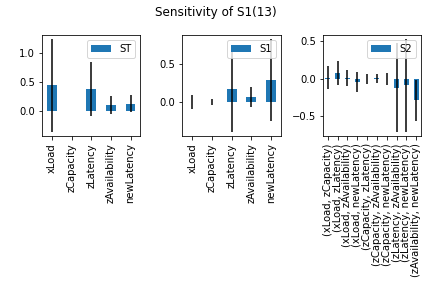 Sensitivity of S1(13)
ST
1.0
0.5
0.0
xLoad
zCapacity
zLatency
zAvailability
newLatency
S1
0.5
0.0
xLoad
zCapacity
zLatency
zAvailability
newLatency
S2
0.5
0.0
−0.5
(xLoad, zCapacity)
(xLoad, zLatency)
(xLoad, zAvailability)
(xLoad, newLatency)
(zCapacity, zLatency)
(zCapacity, zAvailability)
(zCapacity, newLatency)
(zLatency, zAvailability)
(zLatency, newLatency)
(zAvailability, newLatency)